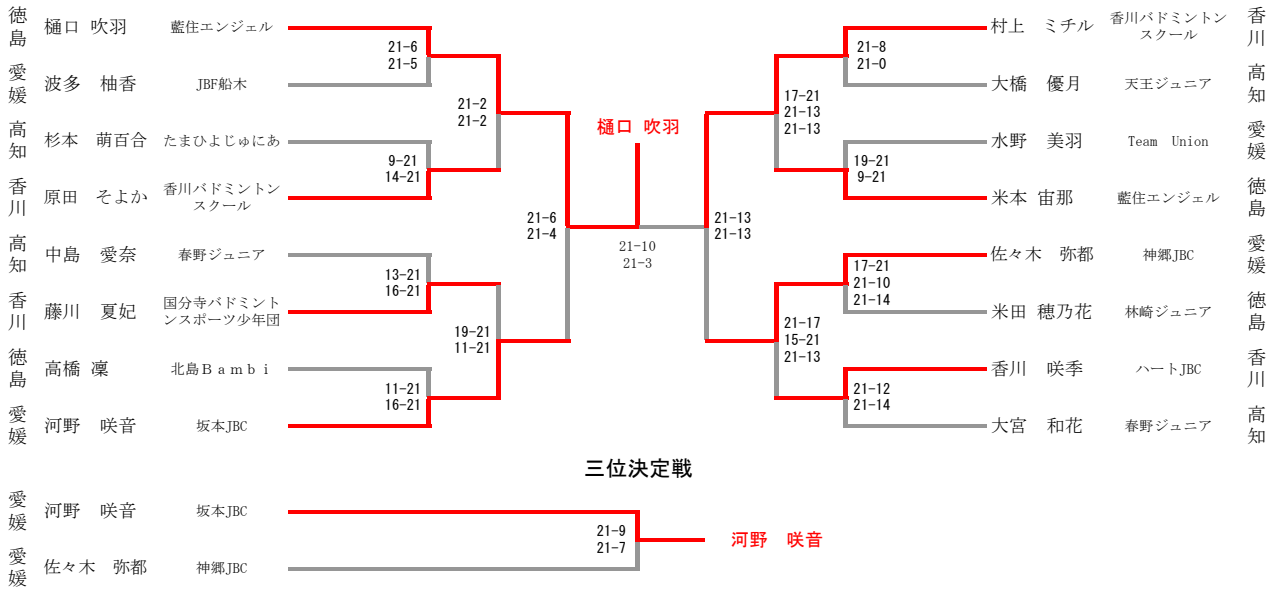 徳島 樋口 吹羽 藍住エンジェル
21-6
21-5
愛媛 波多 柚香 JBF船木
21-2
21-2
高知 杉本 萌百合 たまひよじゅにあ
9-21
14-21
香川 原田 そよか 香川バドミントン
スクール
21-6
21-4
高知 中島 愛奈 春野ジュニア
13-21
16-21
香川 藤川 夏妃 国分寺バドミント
ンスポーツ少年団
19-21
11-21
徳島 高橋 凜 北島Ｂａｍｂｉ
11-21
16-21
愛媛 河野 咲音 坂本JBC
樋口 吹羽
21-10
21-3
村上 ミチル 香川バドミントン
スクール 香川
21-8
21-0
大橋 優月 天王ジュニア 高知
17-21
21-13
21-13
水野 美羽 Team Union 愛媛
19-21
9-21
米本 宙那 藍住エンジェル 徳島
21-13
21-13
佐々木 弥都 神郷JBC 愛媛
17-21
21-10
21-14
米田 穂乃花 林崎ジュニア 徳島
21-17
15-21
21-13
香川 咲季 ハートJBC 香川
21-12
21-14
大宮 和花 春野ジュニア 高知
三位決定戦
愛媛 河野 咲音 坂本JBC
21-9
21-7
河野 咲音
愛媛 佐々木 弥都 神郷JBC